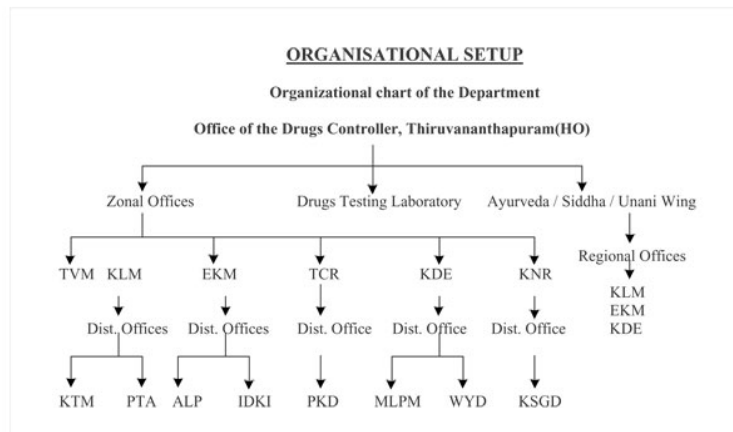 ORGANISATIONAL SETUP
Organizational chart of the Department
Office of the Drugs Controller, Thiruvananthapuram(HO)
Zonal Offices Drugs Testing Laboratory Ayurveda / Siddha / Unani Wing
Regional Offices
TVM KLM EKM TCR KDE KNR
KLM
EKM
KDE
Dist. Offices Dist. Offices Dist. Office Dist. Office Dist. Office
KTM PTA ALP IDKI PKD MLPM WYD KSGD